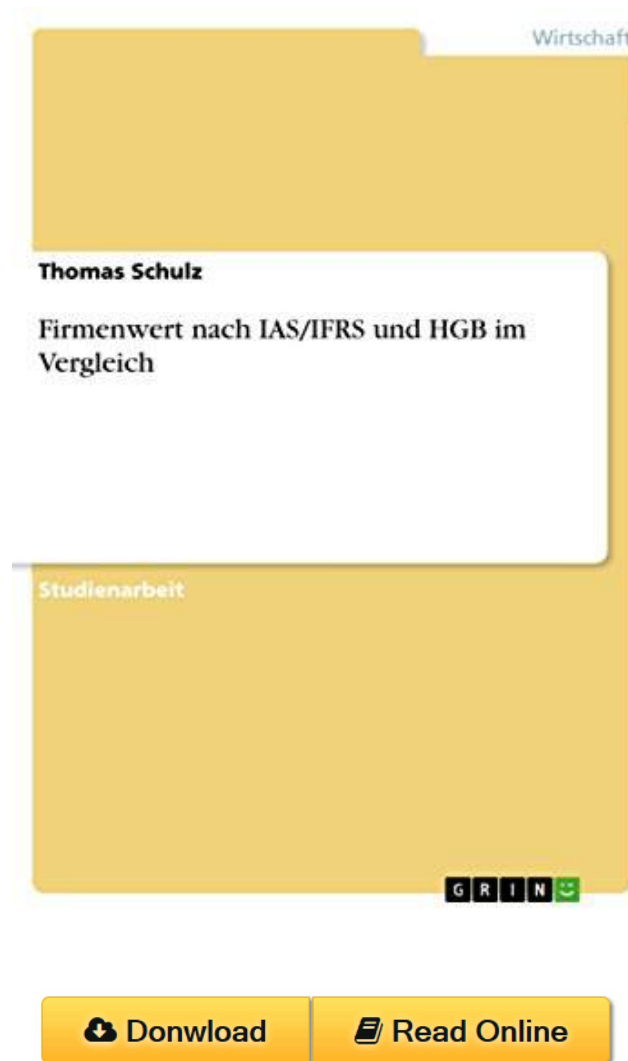 Wirtschaft
Thomas Schulz
Firmenwert nach IAS/IFRS und HGB im
Vergleich
Studienarbeit
GRIN
Donwload
Read Online